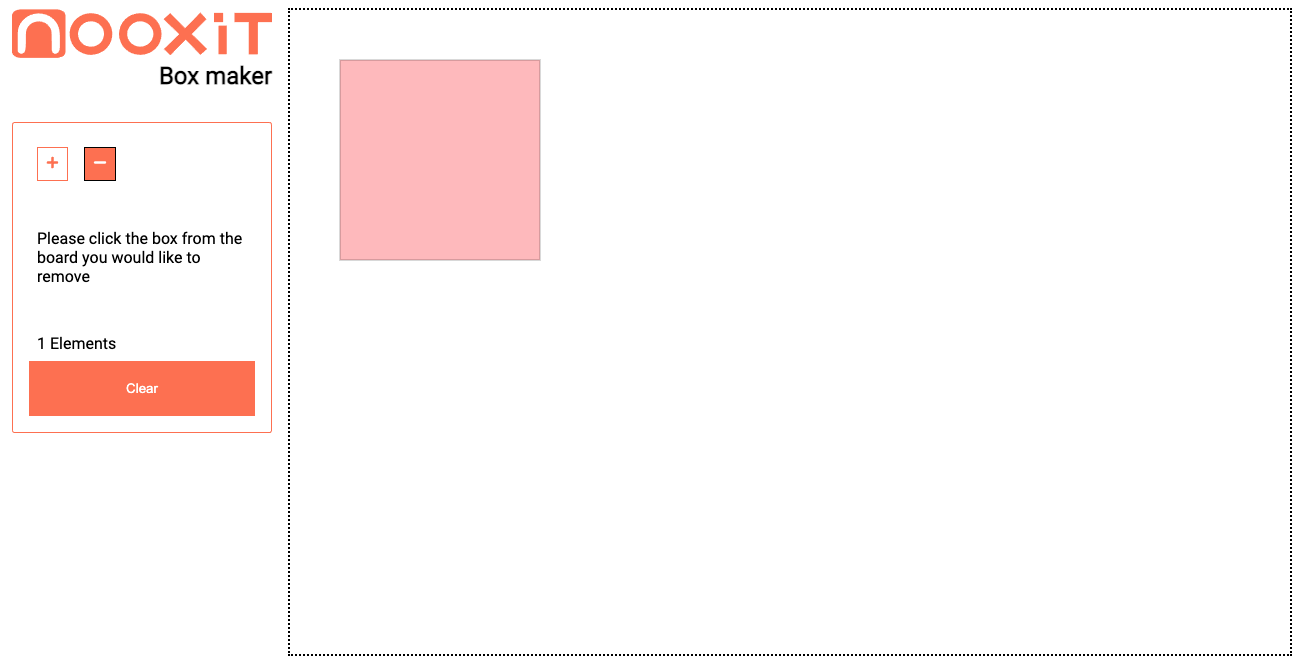 nooxiT
Box maker
+ −
Please click the box from the
board you would like to
remove
1 Elements
Clear